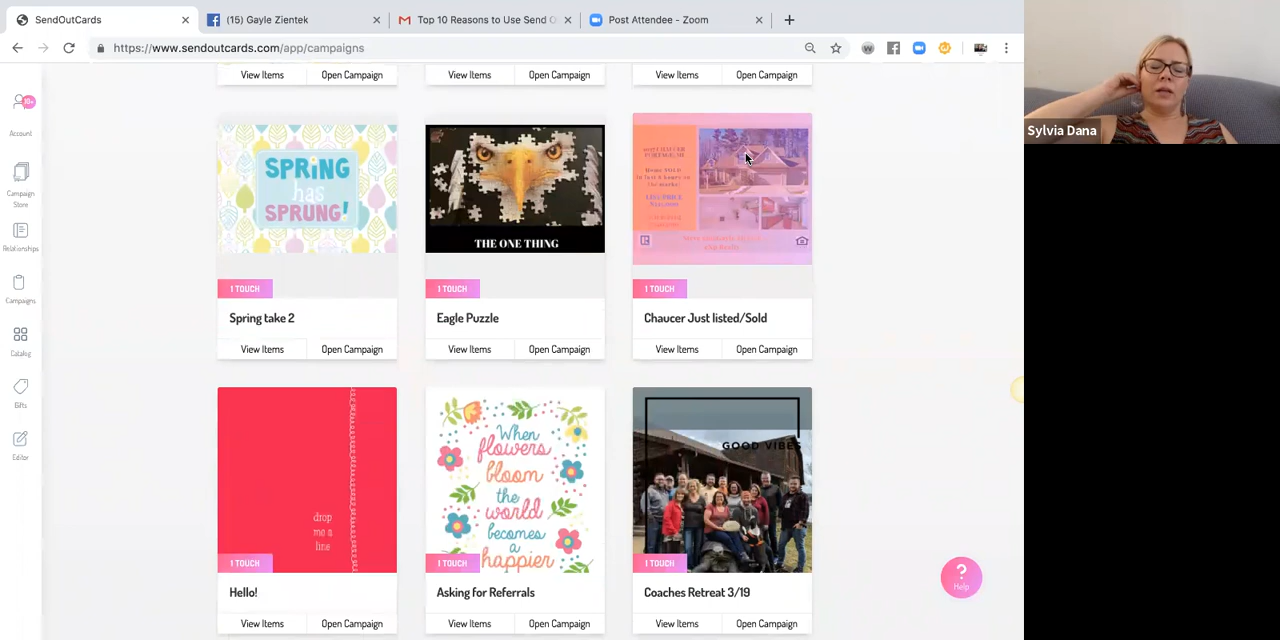 SendOutCards
(15) Gayle Zientek
Top 10 Reasons to Use Send O
Post Attendee - Zoom
https://www.sendoutcards.com/app/campaigns
Sylvia Dana
View Items
Open Campaign
View Items
Open Campaign
View Items
Open Campaign
10+
Account
Campaign
Store
Relationships
Campaigns
Catalog
Gifts
Editor
SPRING
has
SPRUNG!
1 TOUCH
Spring take 2
View Items
Open Campaign
THE ONE THING
1 TOUCH
Eagle Puzzle
View Items
Open Campaign
1 TOUCH
Chaucer Just listed/Sold
View Items
Open Campaign
drop
me a
line
1 TOUCH
Hello!
View Items
Open Campaign
When
flowers
bloom
the
world
becomes
a
happier
1 TOUCH
Asking for Referrals
View Items
Open Campaign
GOOD VIBES
1 TOUCH
Coaches Retreat 3/19
View Items
Open Campaign
?
Help